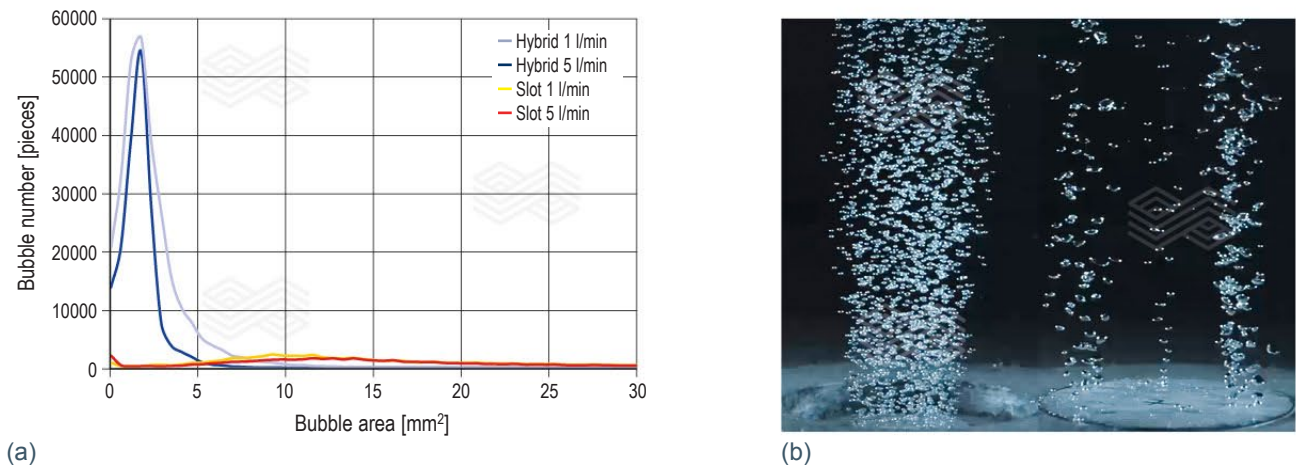 60000
50000
40000
30000
20000
10000
0
Bubble number [pieces]
Hybrid 1 l/min
Hybrid 5 l/min
Slot 1 l/min
Slot 5 l/min
0 5 10 15 20 25 30
Bubble area [mm²]
(a)
(b)